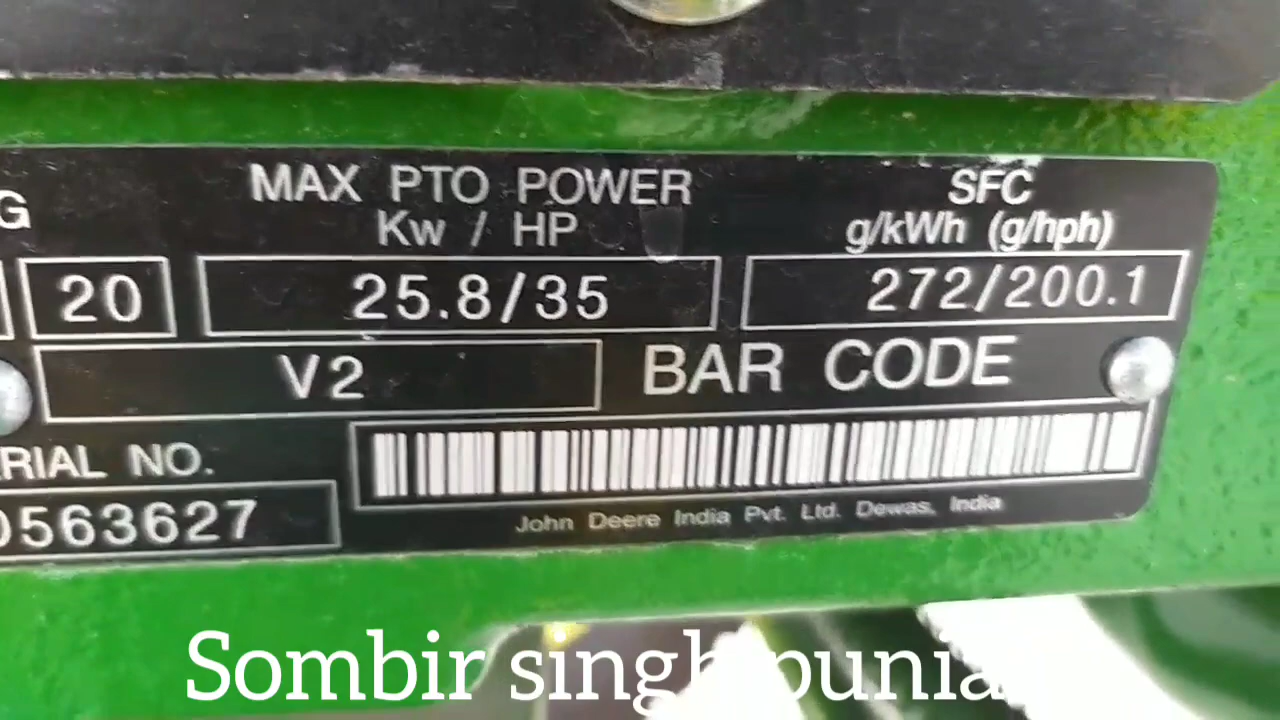 G
MAX PTO POWER
Kw / HP
SFC
g/kWh (g/hph)
20
25.8/35
272/200.1
V2
BAR CODE
RIAL NO.
0563627
John Deere India Pvt. Ltd. Dewas, India
Sombir singh punia